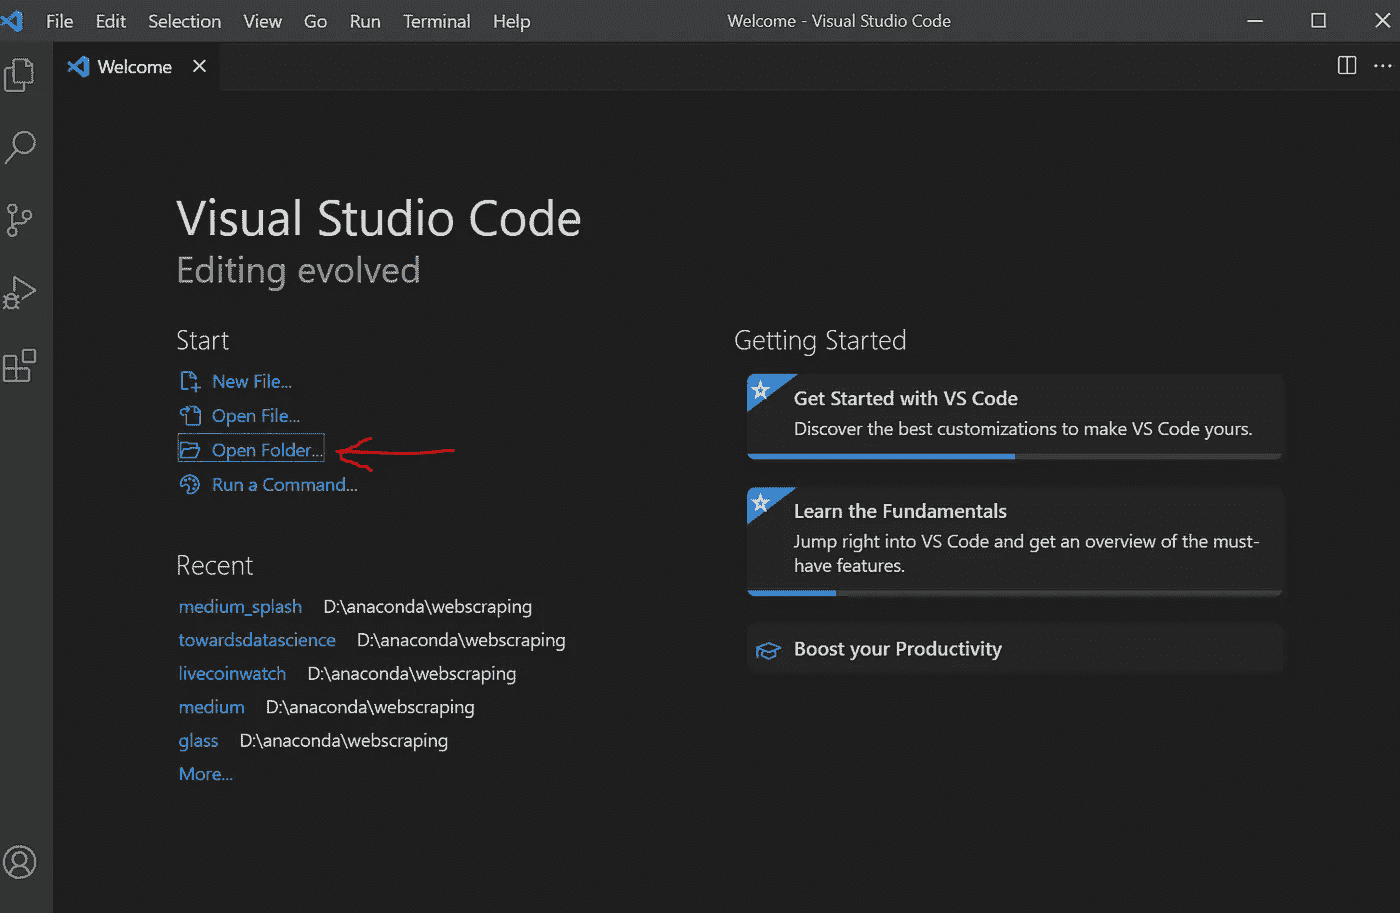 File Edit Selection View Go Run Terminal Help Welcome - Visual Studio Code
Welcome
Visual Studio Code
Editing evolved
Start
New File...
Open File...
Open Folder...
Run a Command...
Recent
medium_splash D:\anaconda\webscraping
towardsdatascience D:\anaconda\webscraping
livecoinwatch D:\anaconda\webscraping
medium D:\anaconda\webscraping
glass D:\anaconda\webscraping
More...
Getting Started
Get Started with VS Code
Discover the best customizations to make VS Code yours.
Learn the Fundamentals
Jump right into VS Code and get an overview of the must-
have features.
Boost your Productivity